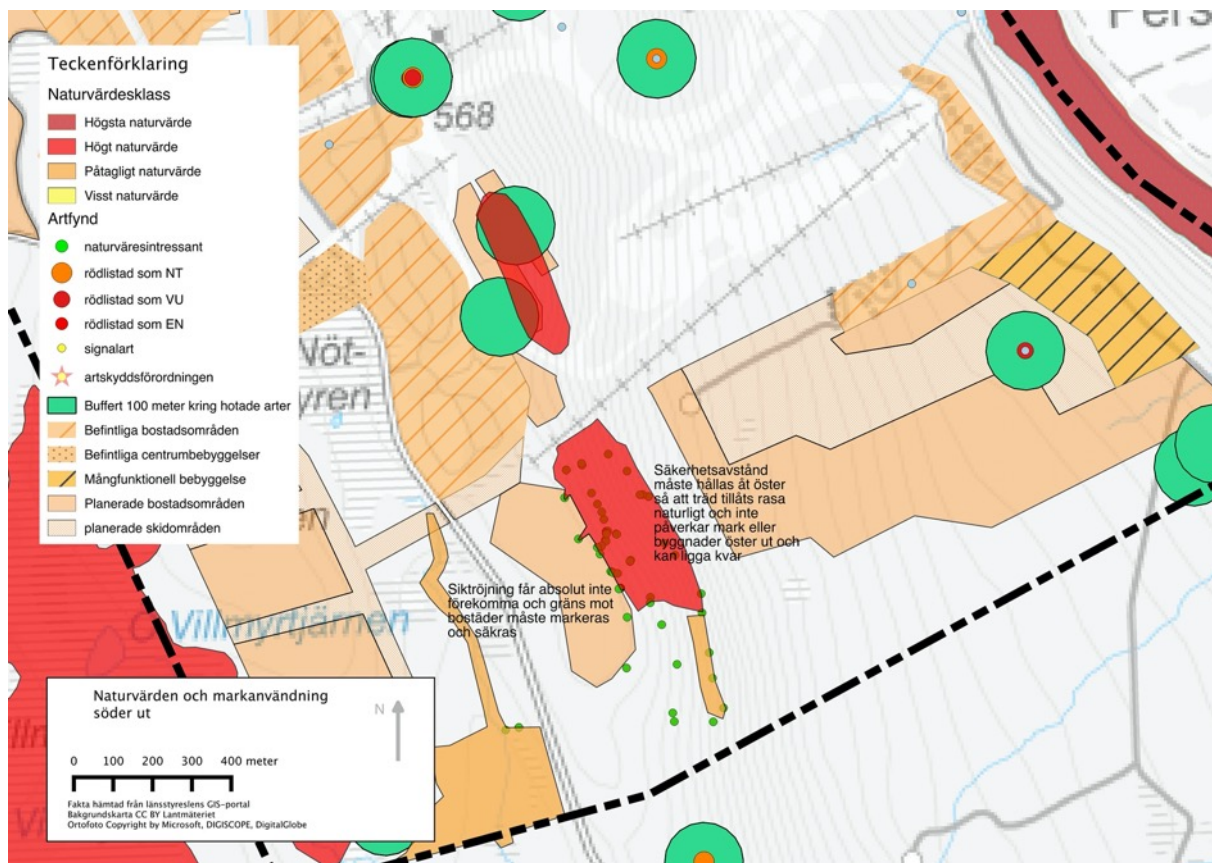 Teckenförklaring
Naturvärdesklass
Högsta naturvärde
Högt naturvärde
Påtagligt naturvärde
Visst naturvärde
Artfynd
naturväresintressant
rödlistad som NT
rödlistad som VU
rödlistad som EN
signalart
artskyddsförordningen
Buffert 100 meter kring hotade arter
Befintliga bostadsområden
Befintliga centrumbebyggelser
Mångfunktionell bebyggelse
Planerade bostadsområden
planerade skidområden
568
Nöt-
yren
Säkerhetsavstånd
måste hållas åt öster
så att träd tillåts rasa
naturligt och inte
påverkar mark eller
byggnader öster ut och
kan ligga kvar
Siktröjning får absolut inte
förekomma och gräns mot
bostäder måste markeras
och säkras
Villmyrtjärnen
Naturvärden och markanvändning
söder ut
N
0 100 200 300 400 meter
Fakta hämtad från länsstyreslens GIS-portal
Bakgrundskarta CC BY Lantmäteriet
Ortofoto Copyright by Microsoft, DIGISCOPE, DigitalGlobe